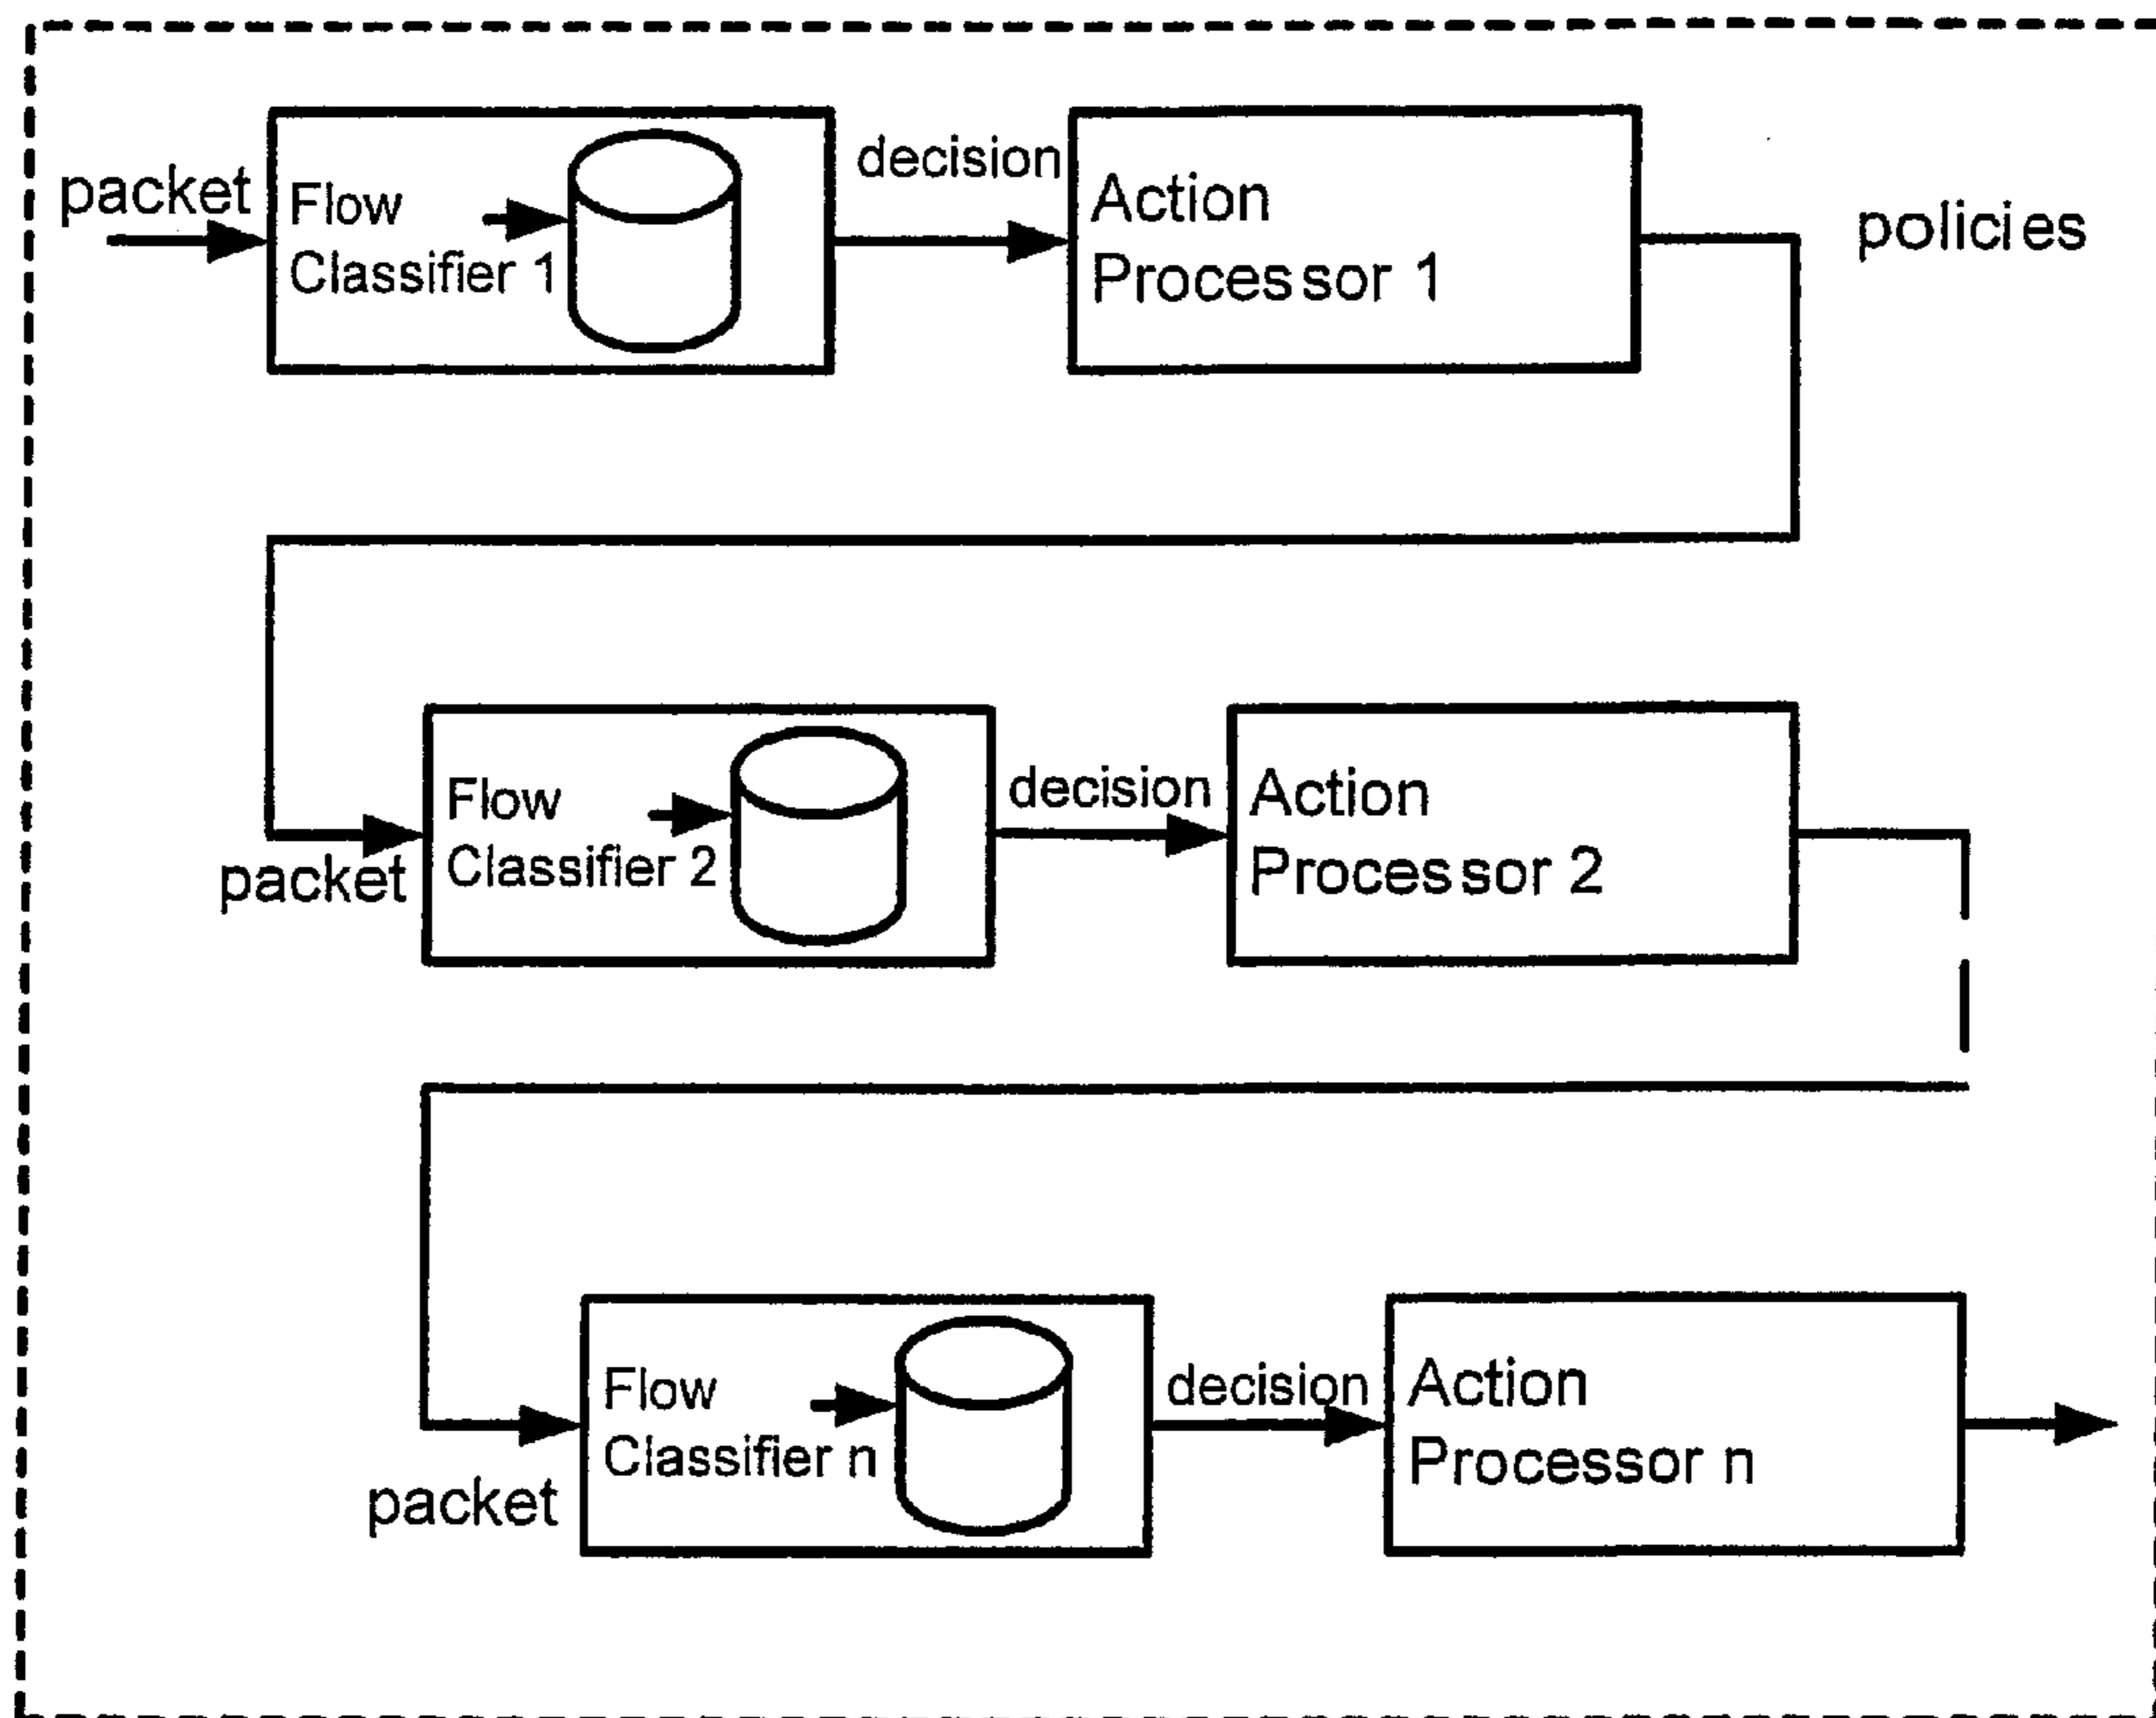 packet
Flow
Classifier 1
decision
Action
Processor 1
policies
packet
Flow
Classifier 2
decision
Action
Processor 2
packet
Flow
Classifier n
decision
Action
Processor n